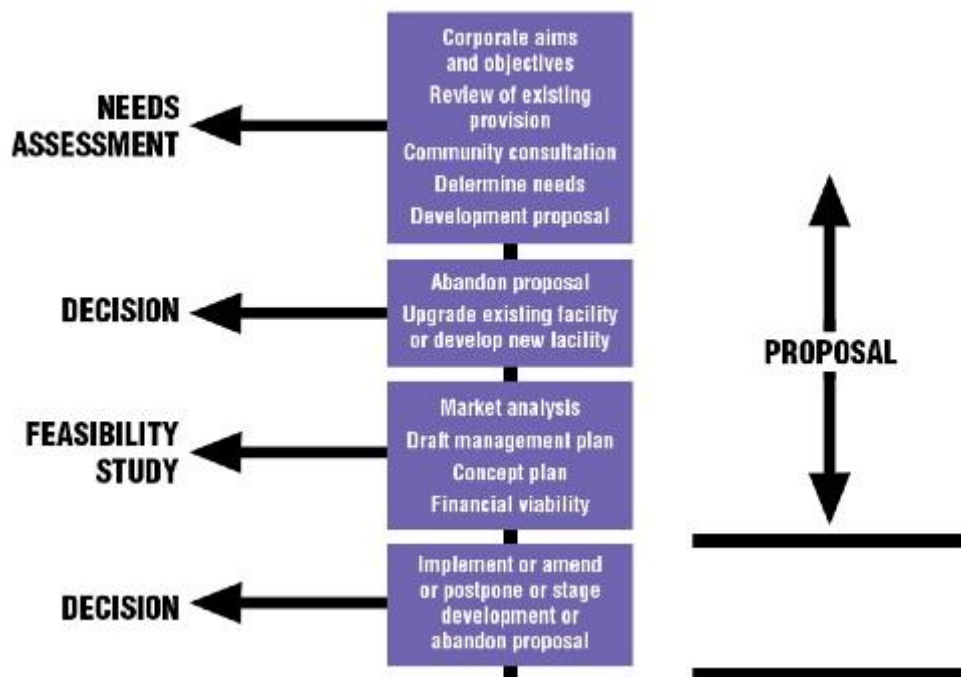 NEEDS
ASSESSMENT
Corporate aims
and objectives
Review of existing
provision
Community consultation
Determine needs
Development proposal
DECISION
Abandon proposal
Upgrade existing facility
or develop new lacility
PROPOSAL
FEASIBILITY
STUDY
Market analysis
Draft management plan
Concept plan
Financial viability
DECISION
Implement or amend
or postpone or stage
development or
abandon proposal